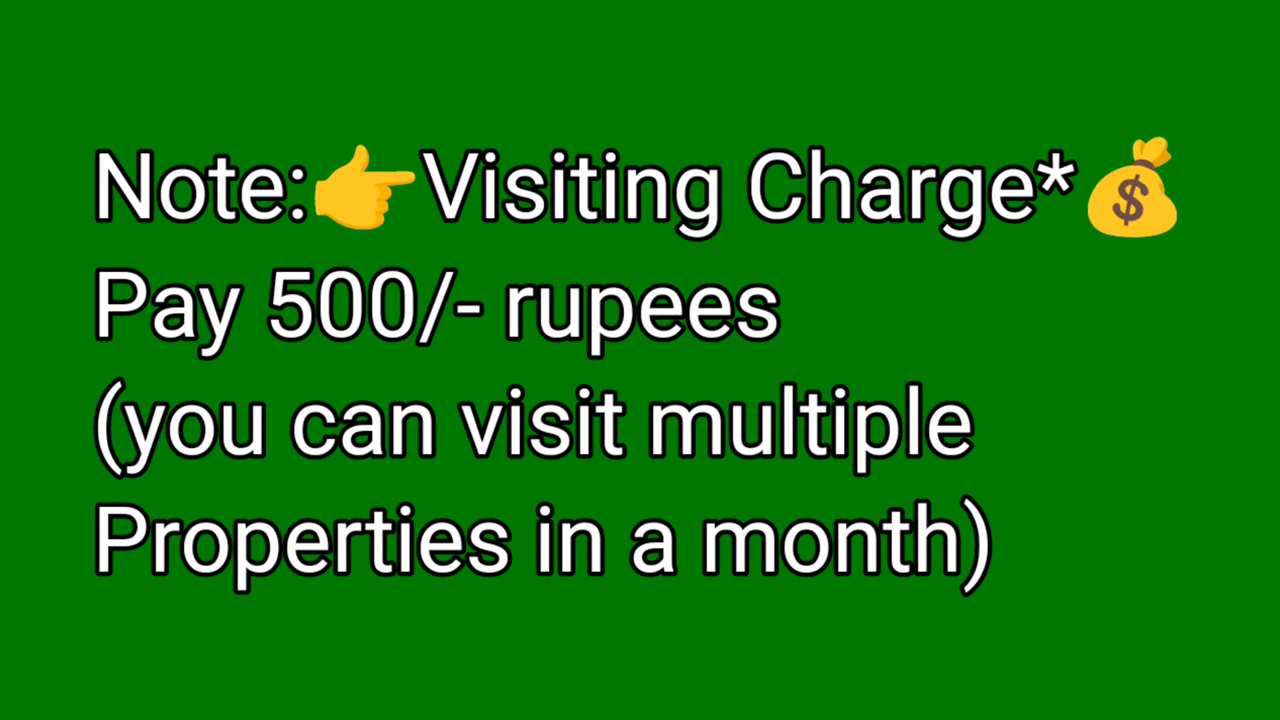 Note:👉Visiting Charge*💰
Pay 500/- rupees
(you can visit multiple
Properties in a month)